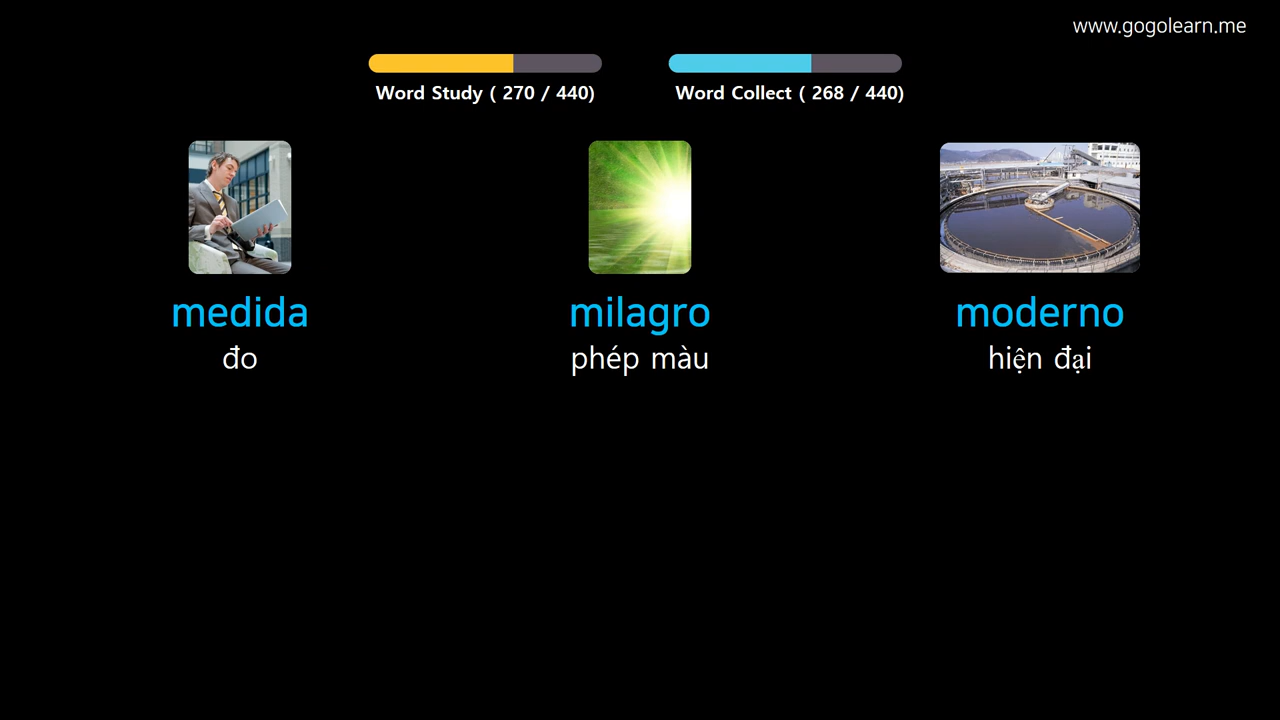 www.gogolearn.me
Word Study ( 270 / 440)
Word Collect ( 268 / 440)
medida
đo
milagro
phép màu
moderno
hiện đại